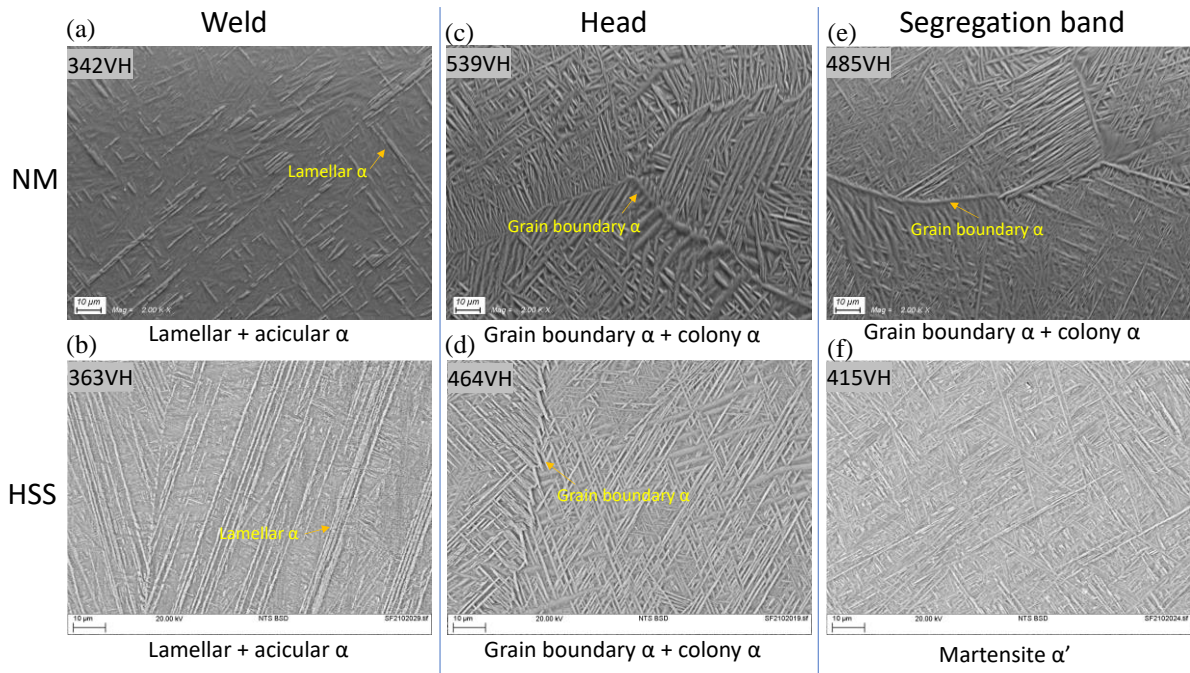 Weld
Head
Segregation band
NM
(a)
342VH
Lamellar α
10 µm
Mag = 2.00 K X
Lamellar + acicular α
(c)
539VH
Grain boundary α
10 µm
Mag = 2.00 K X
Grain boundary α + colony α
(e)
485VH
Grain boundary α
10 µm
Mag = 2.00 K X
Grain boundary α + colony α
HSS
(b)
363VH
Lamellar α
10 µm 20.00 kV NTS BSD SF2102029.tif
Lamellar + acicular α
(d)
464VH
Grain boundary α
10 µm 20.00 kV NTS BSD SF2102019.tif
Grain boundary α + colony α
(f)
415VH
10 µm 20.00 kV NTS BSD SF2102024.tif
Martensite α’